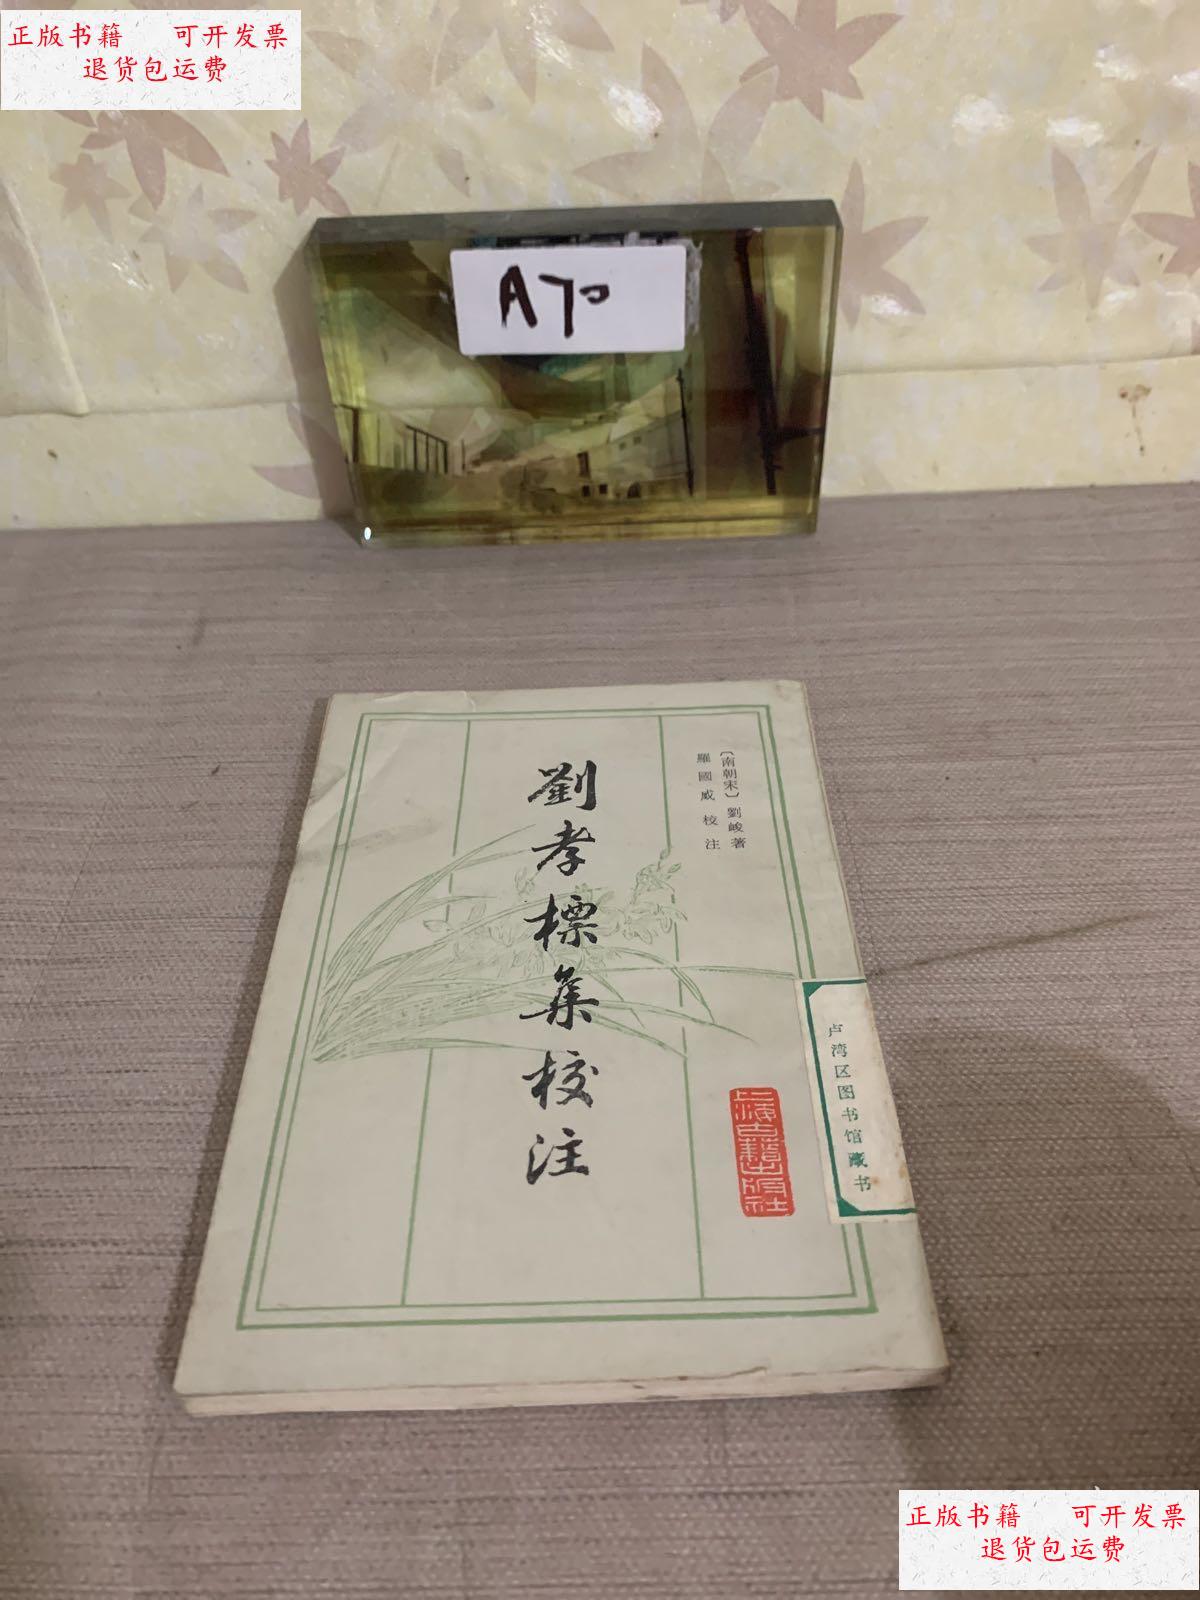 正版书籍 可开发票
退货包运费
A70
〔南朝宋〕劉峻著
羅國威校注
劉孝標集校注
上海古籍出版社
卢湾区图书馆藏书
正版书籍 可开发票
退货包运费